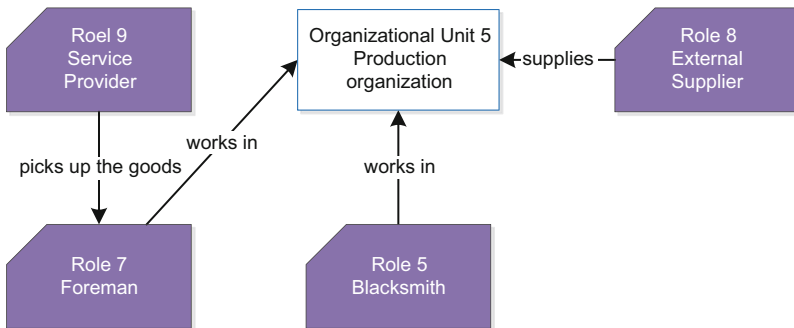 Roel 9
Service
Provider
Organizational Unit 5
Production
organization
supplies
Role 8
External
Supplier
works in
picks up the goods
works in
Role 7
Foreman
Role 5
Blacksmith